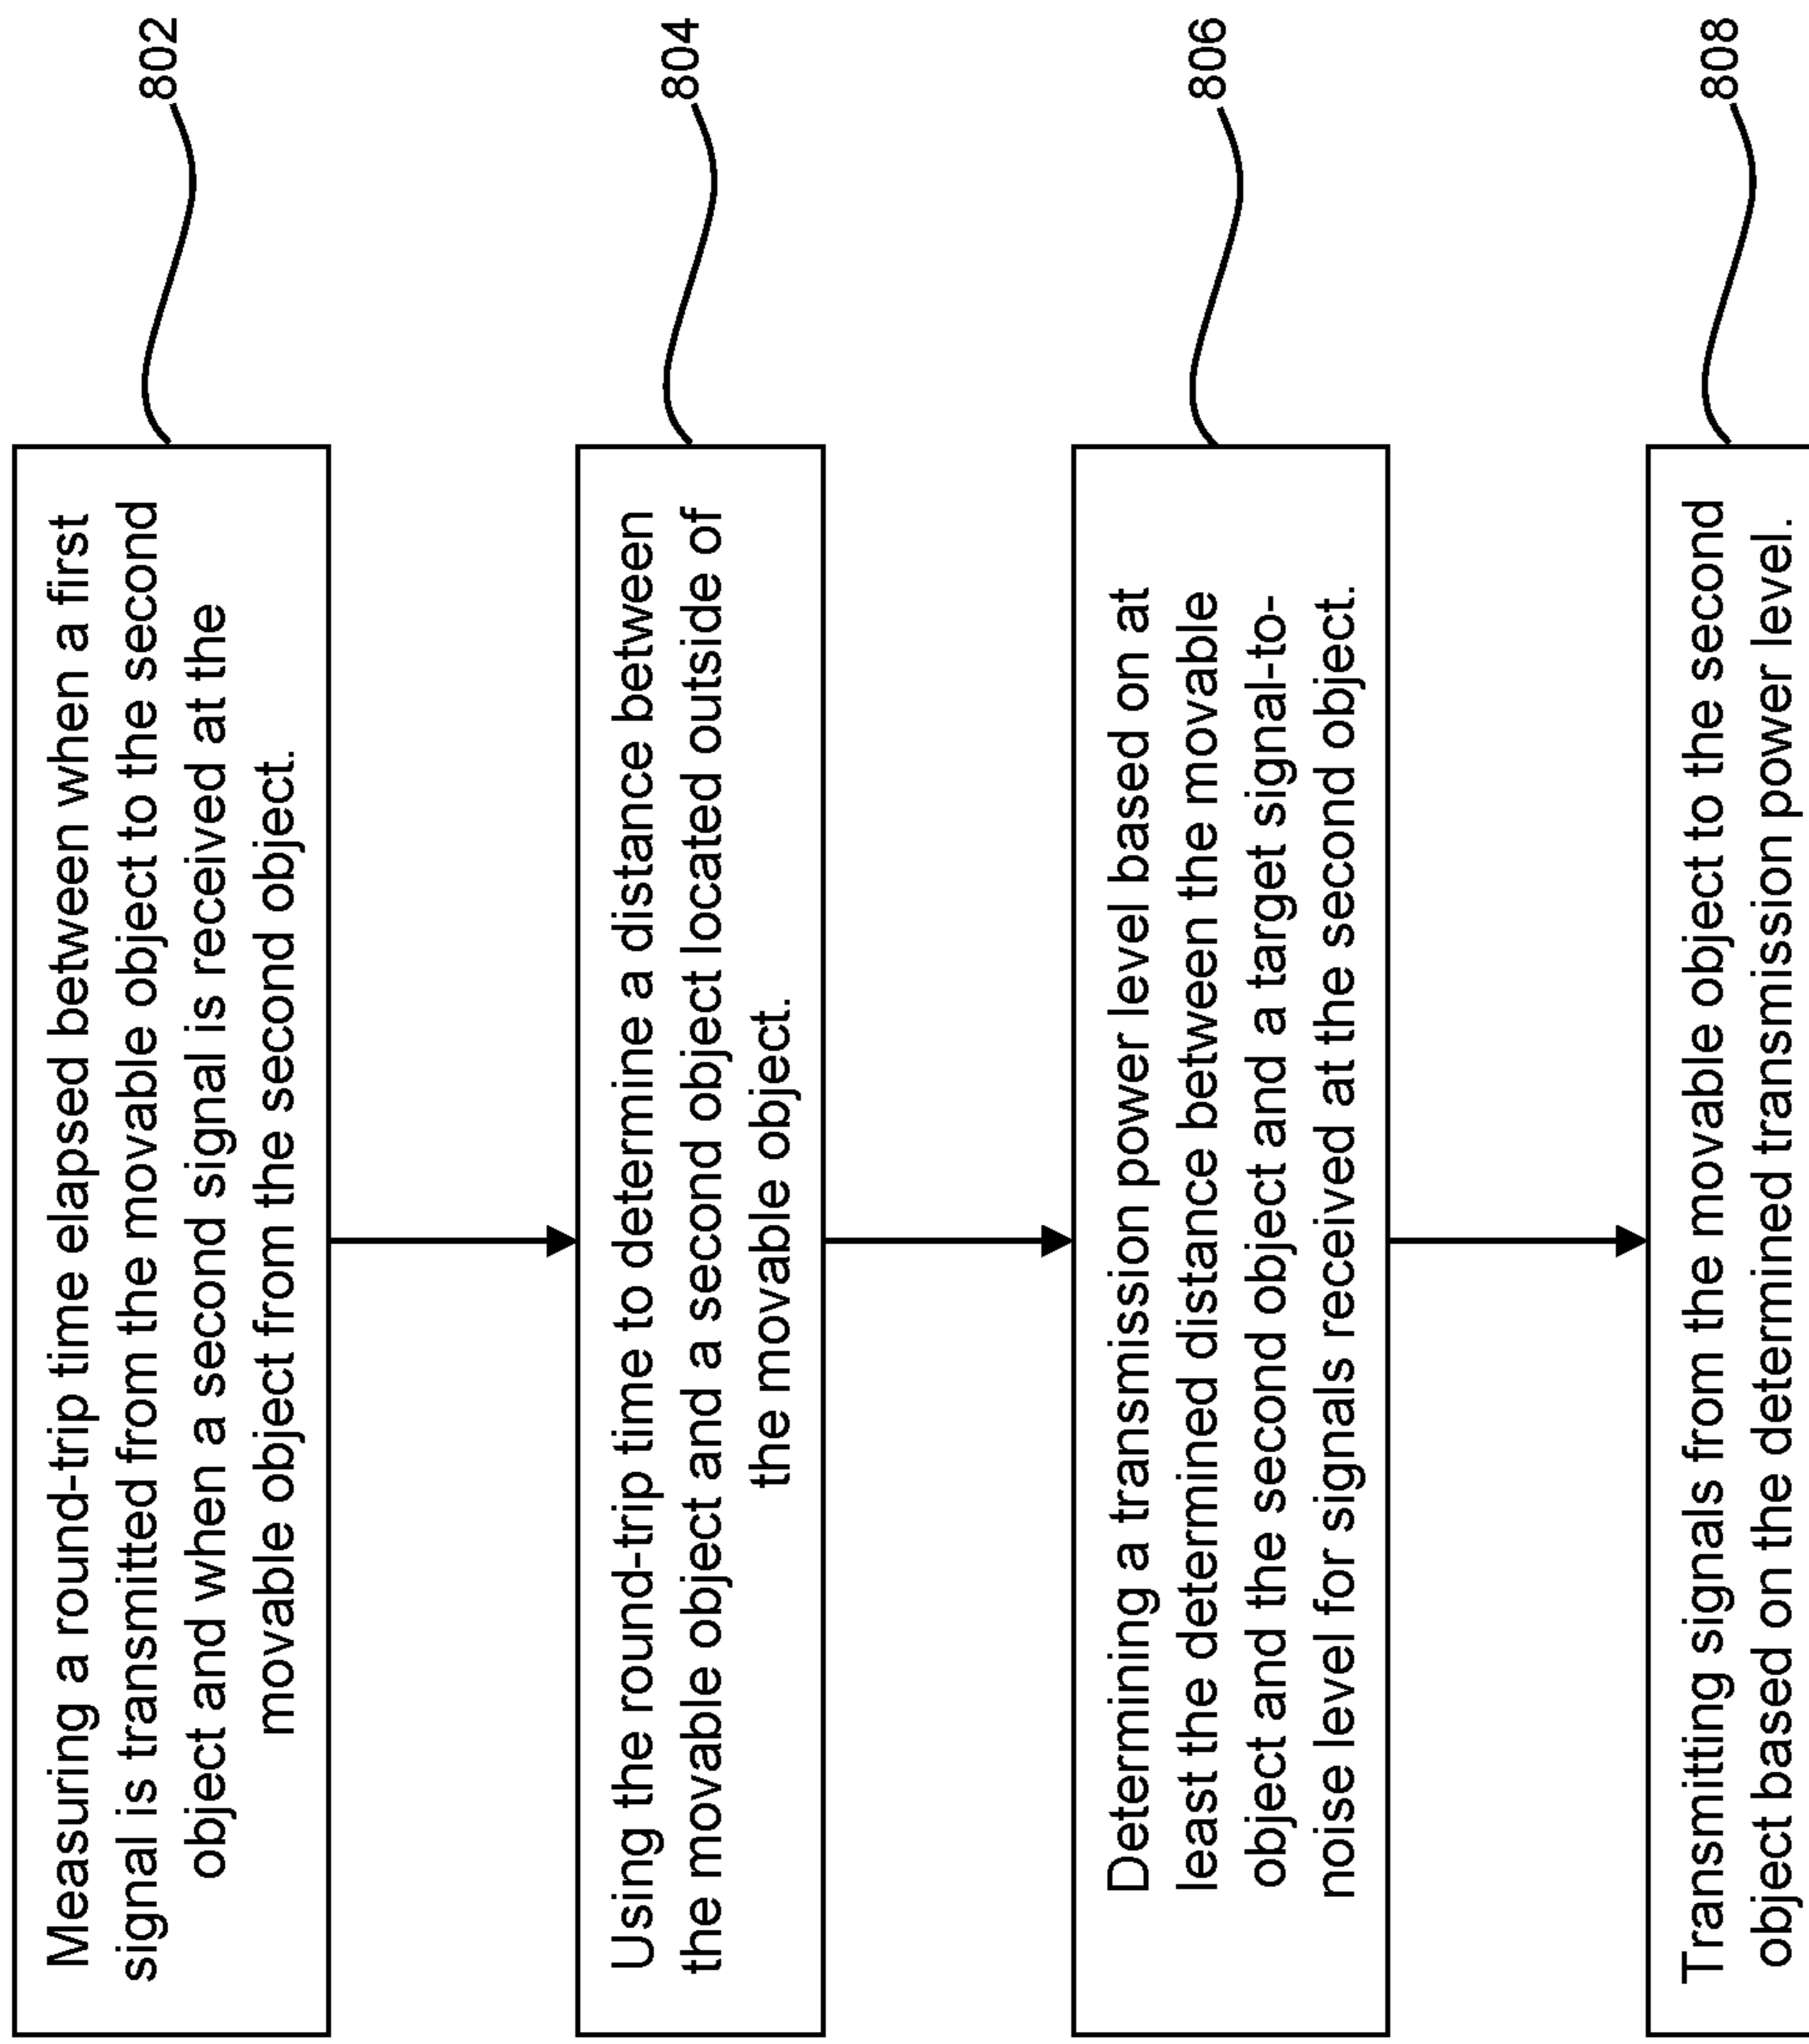 Measuring a round-trip time elapsed between when a first
signal is transmitted from the movable object to the second
object and when a second signal is received at the
movable object from the second object.
802
Using the round-trip time to determine a distance between
the movable object and a second object located outside of
the movable object.
804
Determining a transmission power level based on at
least the determined distance between the movable
object and the second object and a target signal-to-
noise level for signals received at the second object.
806
Transmitting signals from the movable object to the second
object based on the determined transmission power level.
808